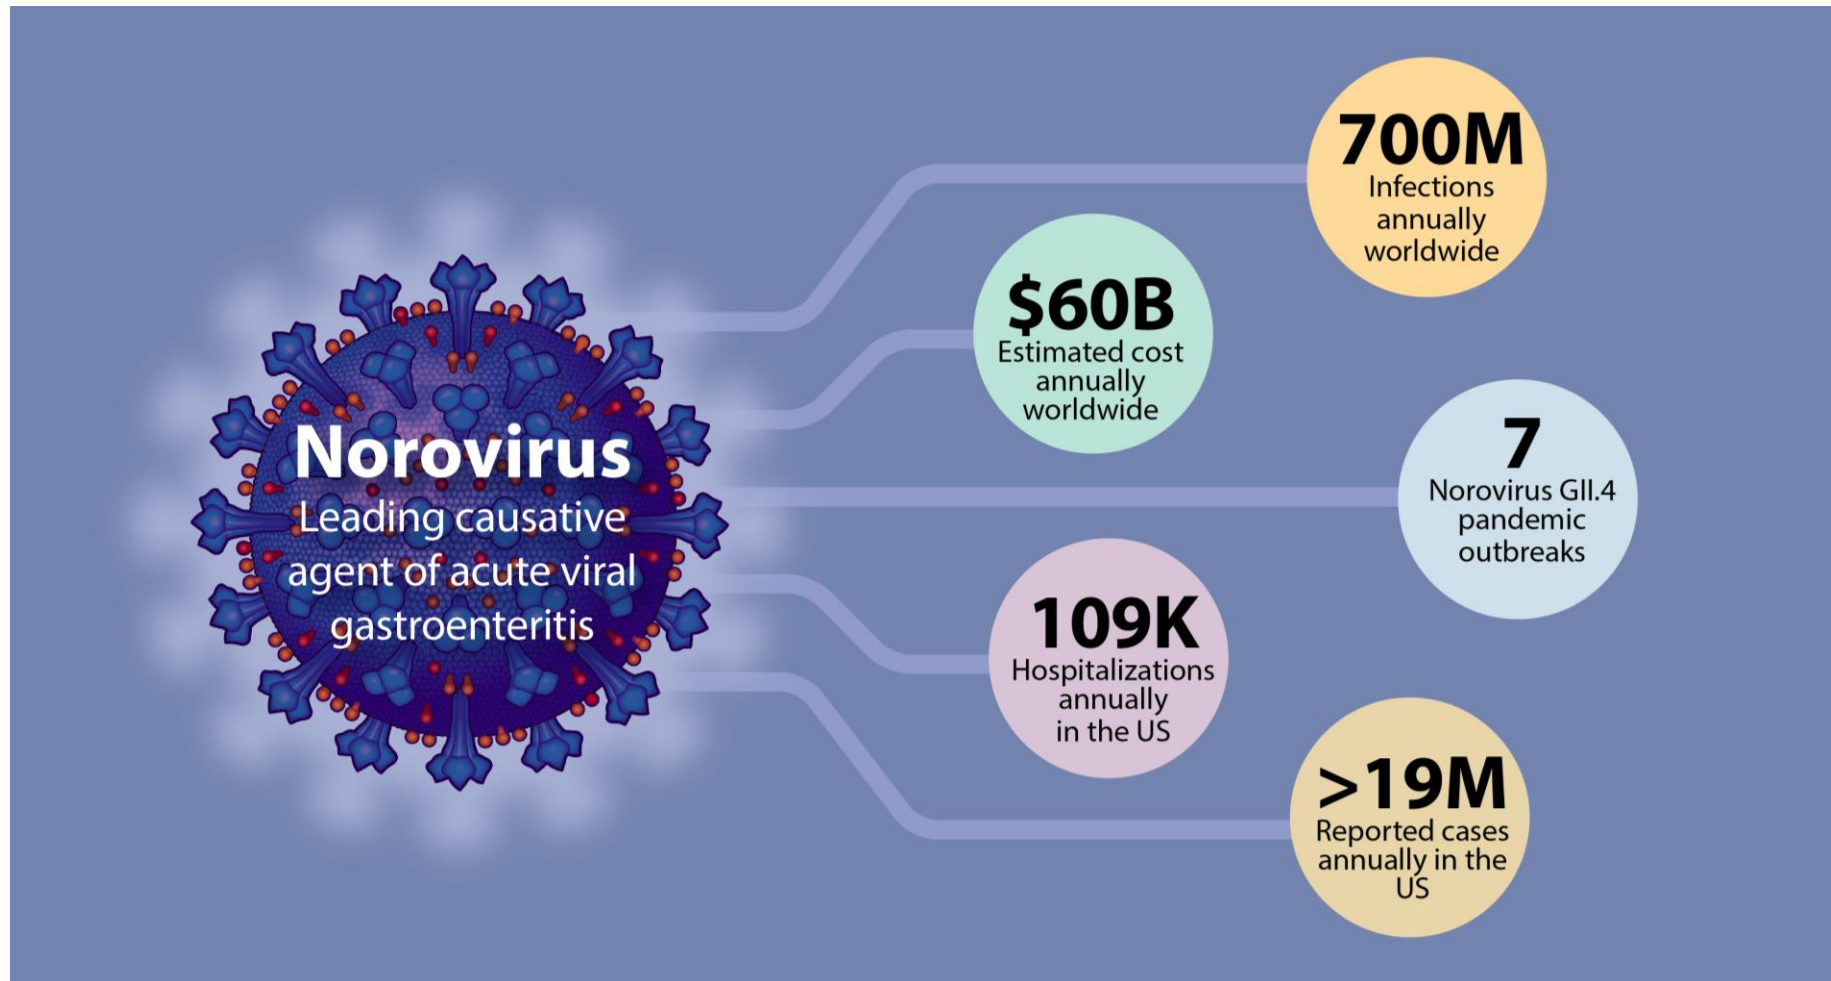 Norovirus
Leading causative
agent of acute viral
gastroenteritis
700M
Infections
annually
worldwide
$60B
Estimated cost
annually
worldwide
7
Norovirus GII.4
pandemic
outbreaks
109K
Hospitalizations
annually
in the US
>19M
Reported cases
annually in the
US